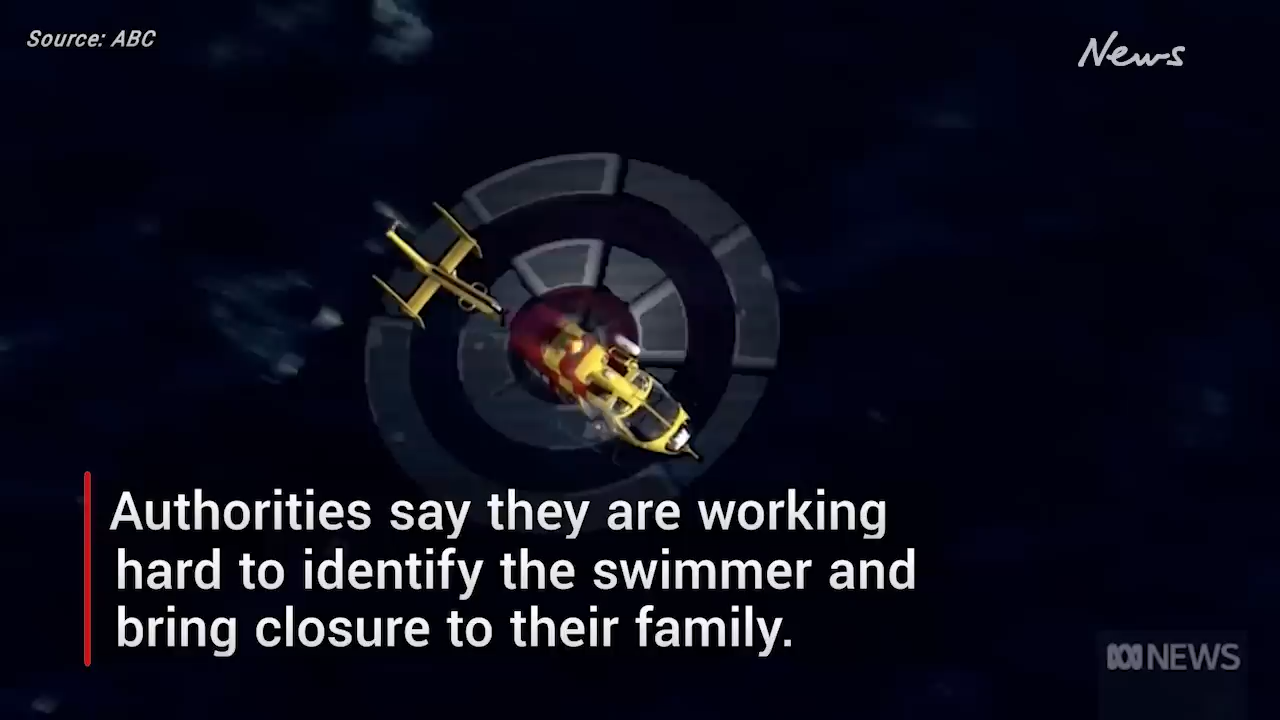 Source: ABC
News
Authorities say they are working
hard to identify the swimmer and
bring closure to their family.
NEWS